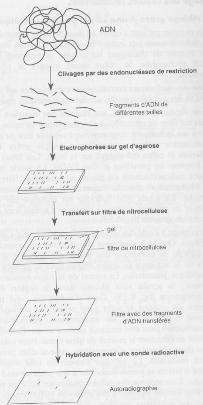 ADN
Clivages par des endonucléases de restriction
Fragments d'ADN de
différentes tailles
Electrophorèse sur gel d'agarose
Transfert sur filtre de nitrocellulose
gel
filtre de nitrocellulose
Filtre avec des fragments
d'ADN transférés
Hybridation avec une sonde radioactive
Autoradiographie